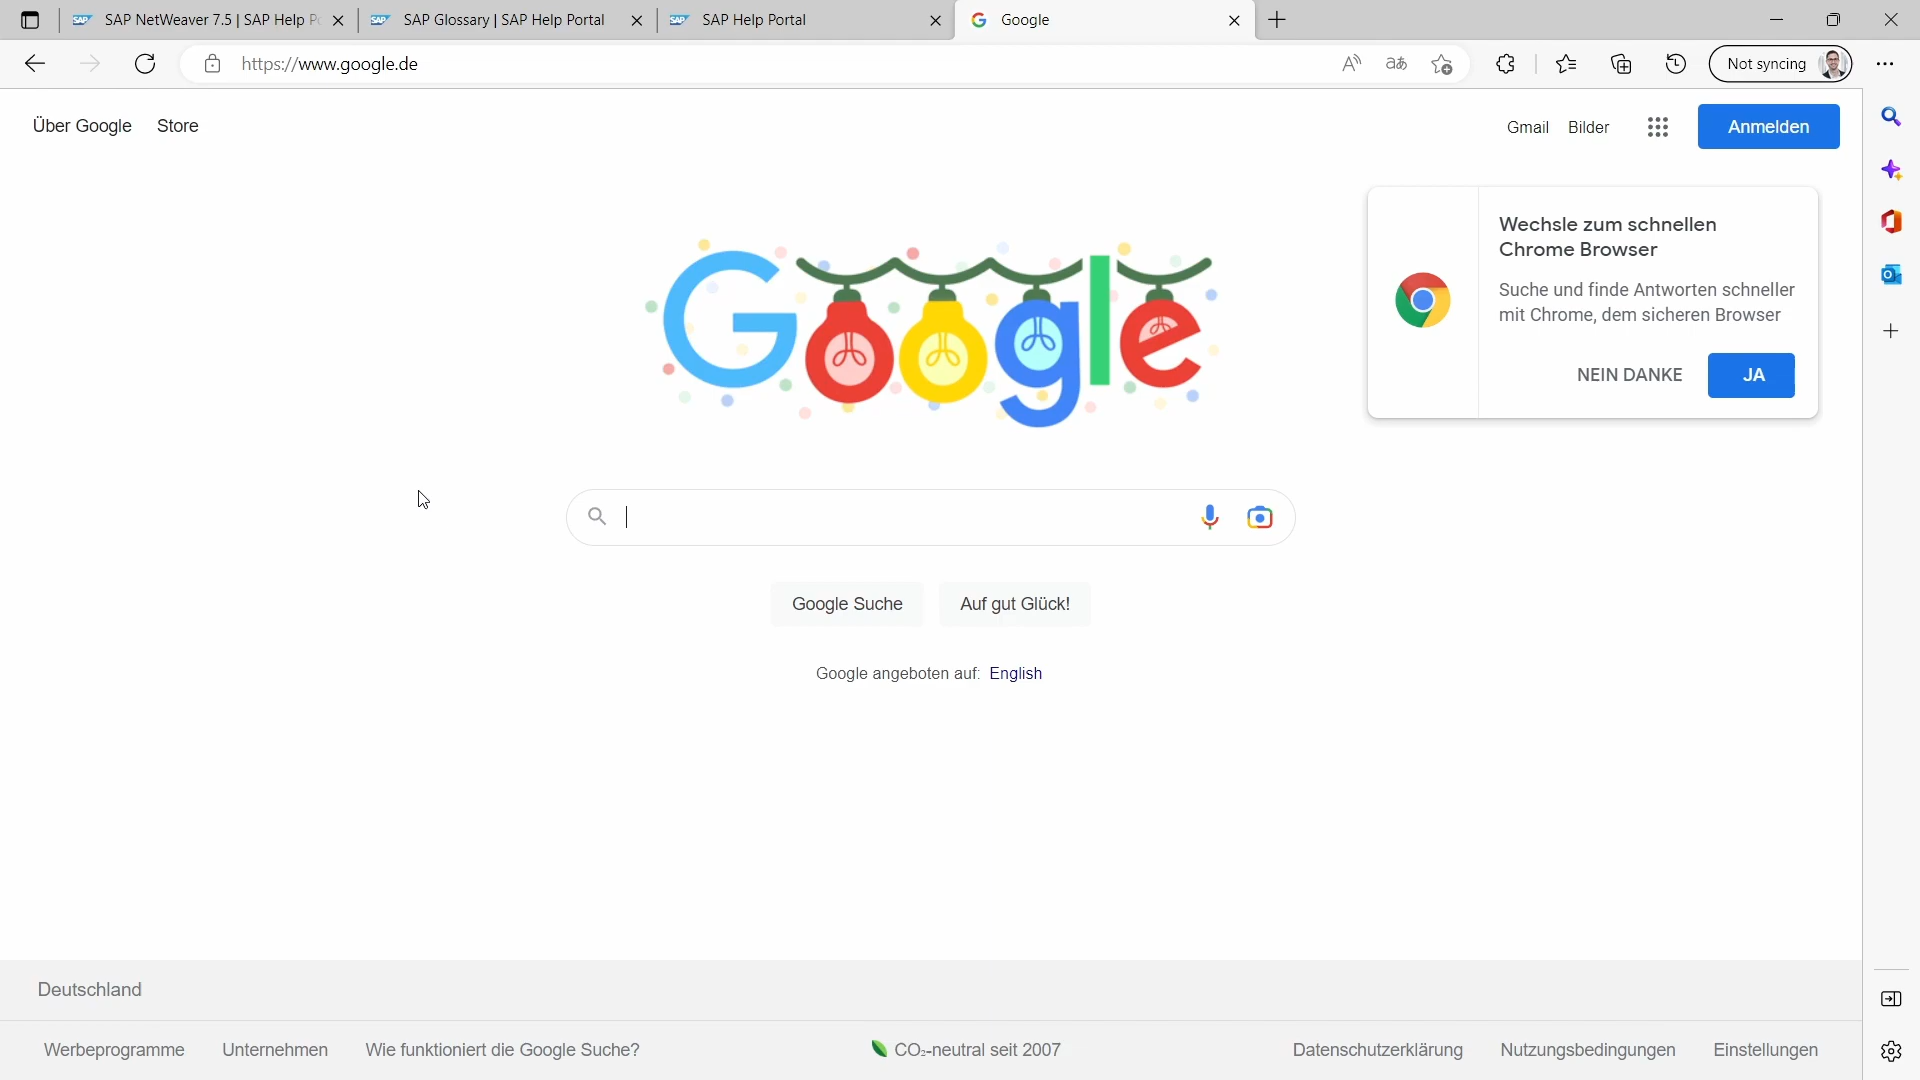 SAP NetWeaver 7.5 | SAP Help Po
SAP Glossary | SAP Help Portal
SAP Help Portal
Google
https://www.google.de
Not syncing
Über Google
Store
Gmail
Bilder
Anmelden
Google
Wechsle zum schnellen
Chrome Browser
Suche und finde Antworten schneller
mit Chrome, dem sicheren Browser
NEIN DANKE
JA
Google Suche
Auf gut Glück!
Google angeboten auf: English
Deutschland
Werbeprogramme
Unternehmen
Wie funktioniert die Google Suche?
CO₂-neutral seit 2007
Datenschutzerklärung
Nutzungsbedingungen
Einstellungen